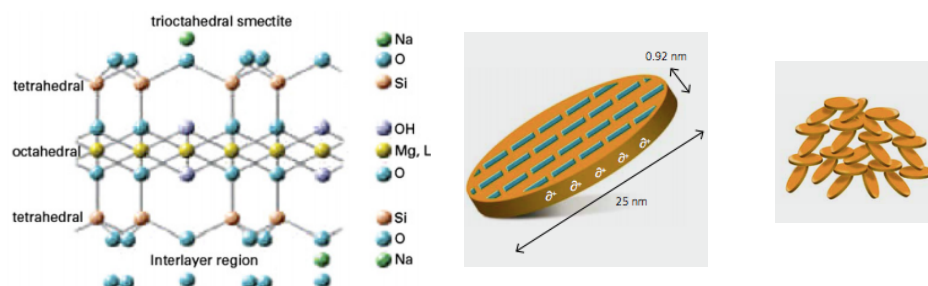 trioctahedral smectite
Na
O
tetrahedral
Si
OH
octahedral
Mg, L
O
tetrahedral
Si
O
Interlayer region
Na
0.92 nm
∂+ ∂+ ∂+ ∂+ ∂+
25 nm